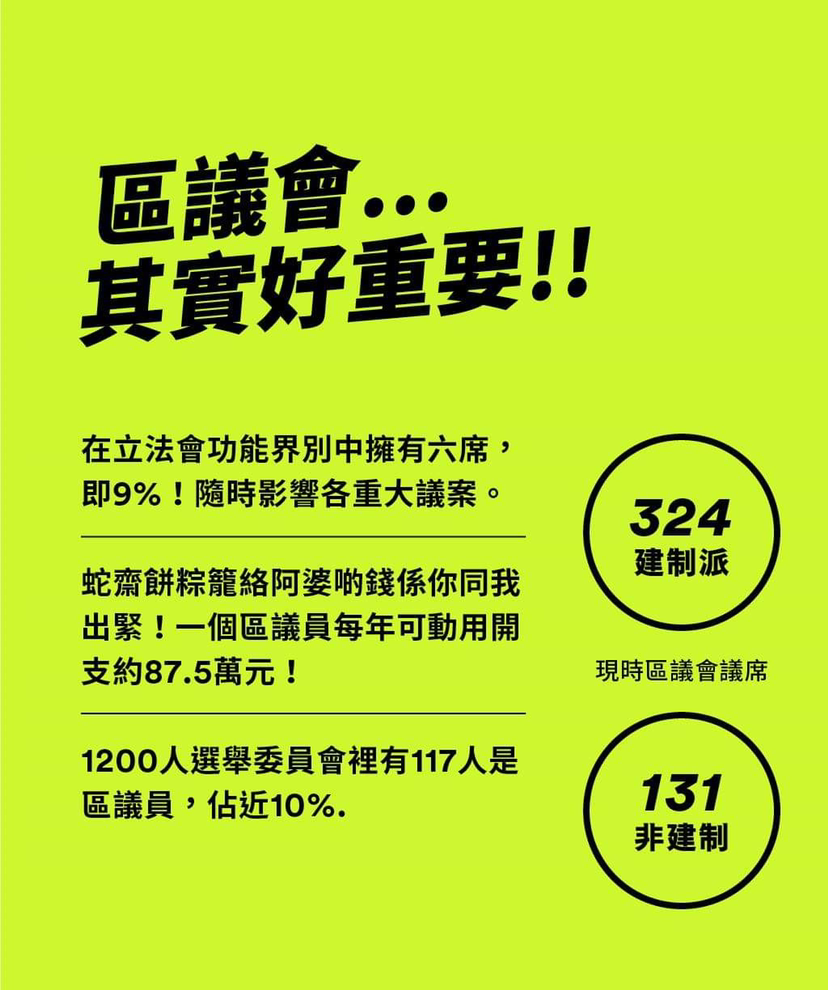 區議會...
其實好重要!!
在立法會功能界別中擁有六席，
即9%！隨時影響各重大議案。
蛇齋餅粽籠絡阿婆啲錢係你同我
出緊！一個區議員每年可動用開
支約87.5萬元！
1200人選舉委員會裡有117人是
區議員，佔近10%.
324
建制派
現時區議會議席
131
非建制